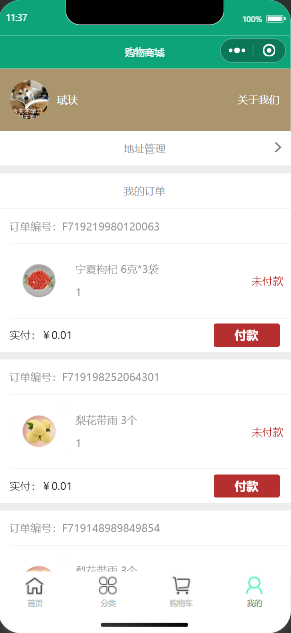 11:37
100%
购物商城
琥玞
关于我们
地址管理
我的订单
订单编号：F719219980120063
宁夏枸杞 6克*3袋
1
未付款
实付：￥0.01
付款
订单编号：F719198252064301
梨花带雨 3个
1
未付款
实付：￥0.01
付款
订单编号：F719148989849854
梨花带雨 3个
首页
分类
购物车
我的